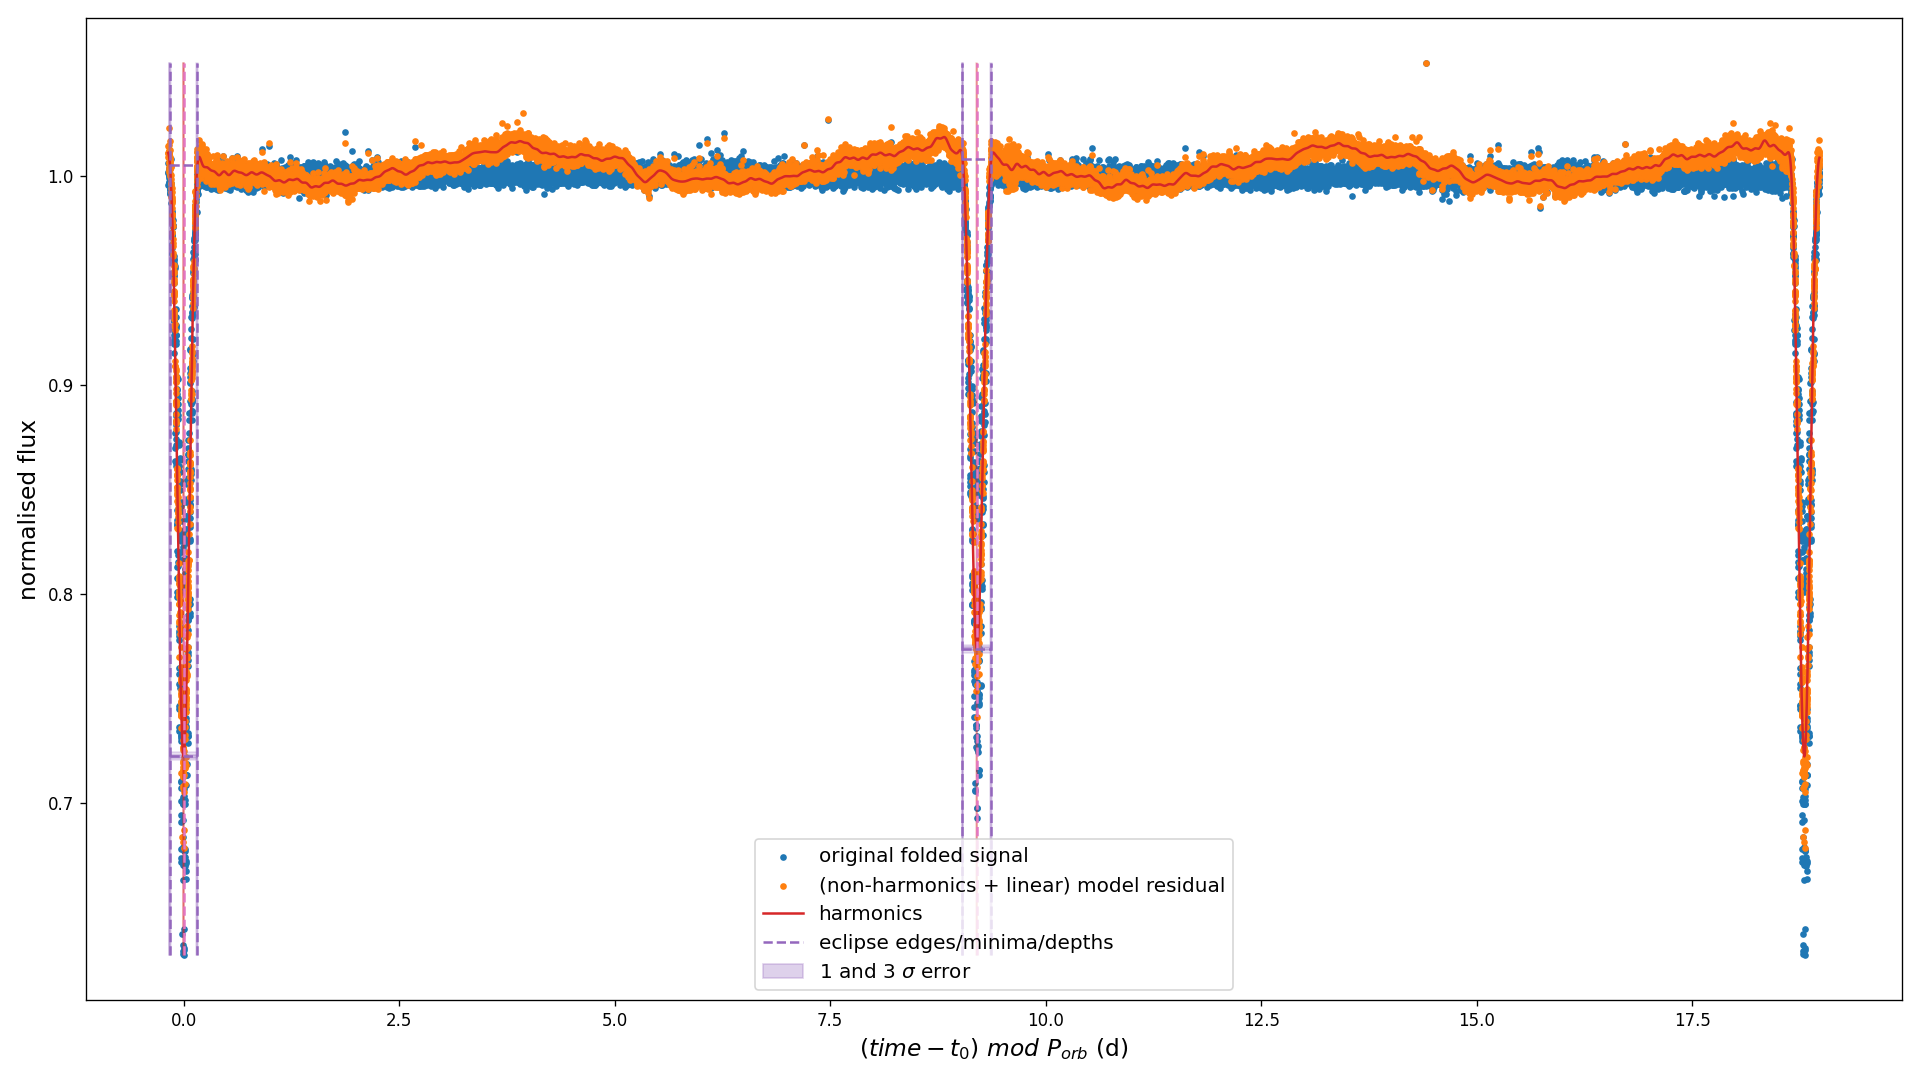 normalised flux
1.0
0.9
0.8
0.7
original folded signal
(non-harmonics + linear) model residual
harmonics
eclipse edges/minima/depths
1 and 3 σ error
0.0 2.5 5.0 7.5 10.0 12.5 15.0 17.5
(time − t₀) mod Pₒᵣb (d)